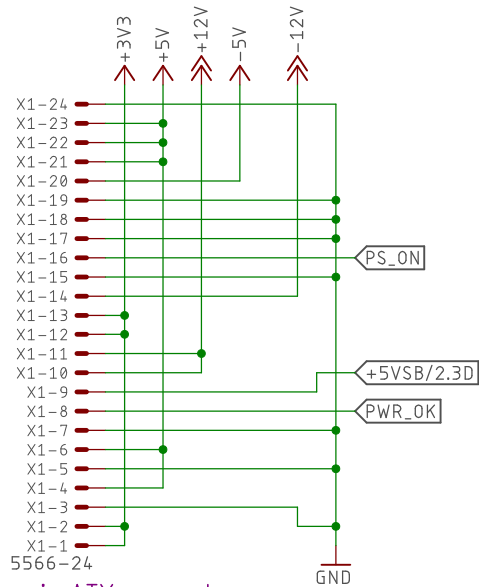 +3V3
+5V
+12V
-5V
-12V
X1-24
X1-23
X1-22
X1-21
X1-20
X1-19
X1-18
X1-17
X1-16
PS_ON
X1-15
X1-14
X1-13
X1-12
X1-11
X1-10
+5VSB/2.3D
X1-9
X1-8
PWR_OK
X1-7
X1-6
X1-5
X1-4
X1-3
X1-2
X1-1
5566-24
GND